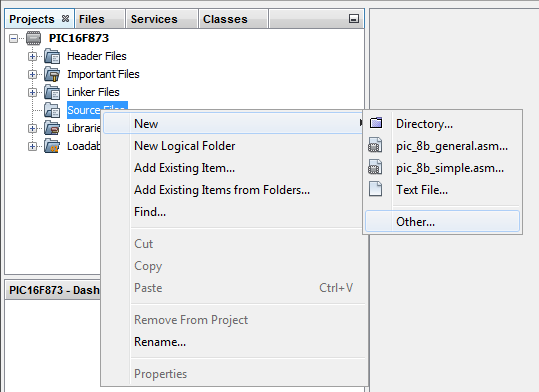 Projects
Files
Services
Classes
PIC16F873
Header Files
Important Files
Linker Files
Source Files
Librarie
Loadab
New
New Logical Folder
Add Existing Item...
Add Existing Items from Folders...
Find...
Cut
Copy
Paste Ctrl+V
Remove From Project
Rename...
Properties
Directory...
pic_8b_general.asm...
pic_8b_simple.asm...
Text File...
Other...
PIC16F873 - Dash